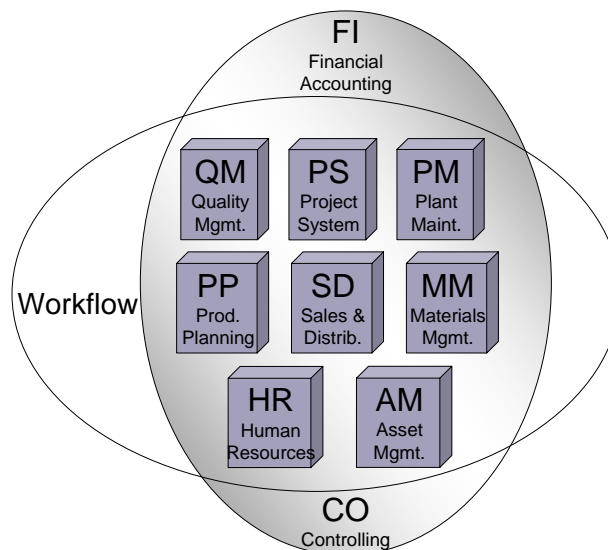 FI
Financial
Accounting
QM
Quality
Mgmt.
PS
Project
System
PM
Plant
Maint.
Workflow
PP
Prod.
Planning
SD
Sales &
Distrib.
MM
Materials
Mgmt.
HR
Human
Resources
AM
Asset
Mgmt.
CO
Controlling